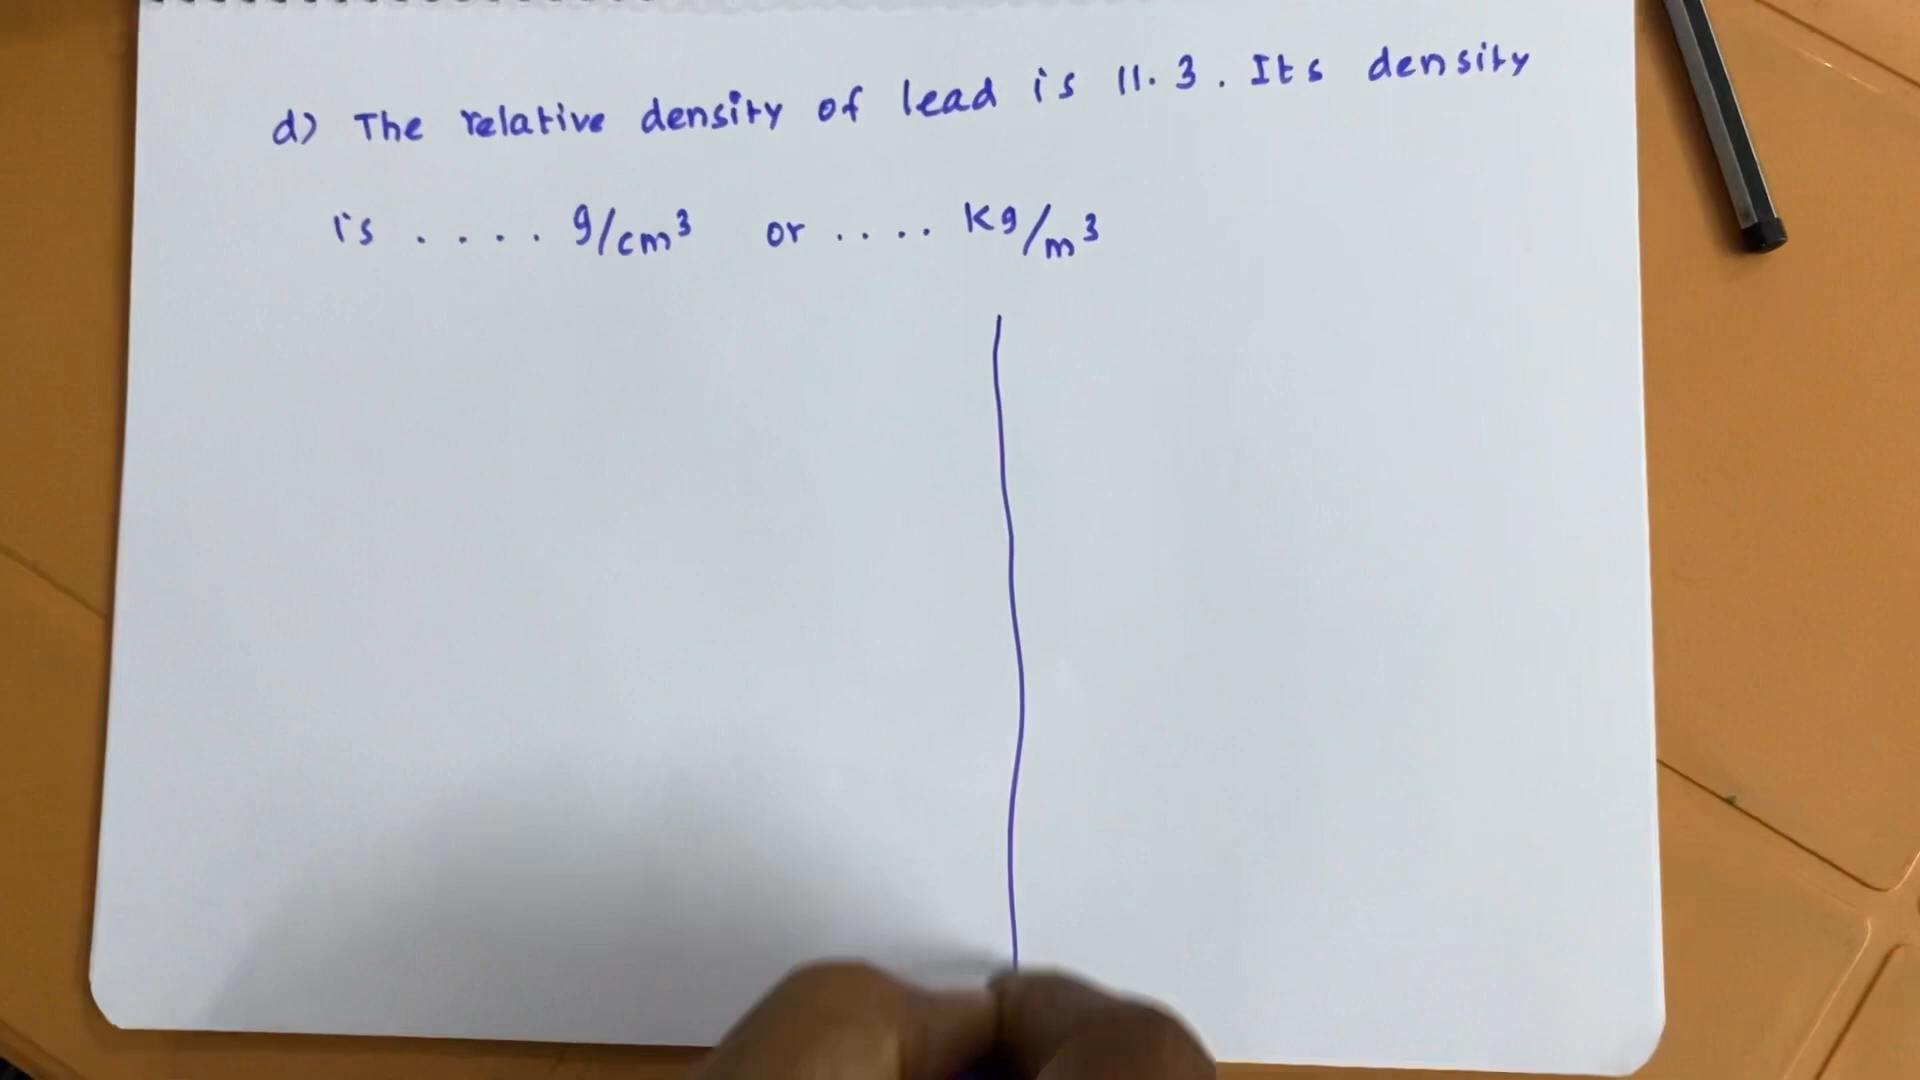 d) The relative density of lead is 11.3. Its density
is .... g/cm³ or .... kg/m³